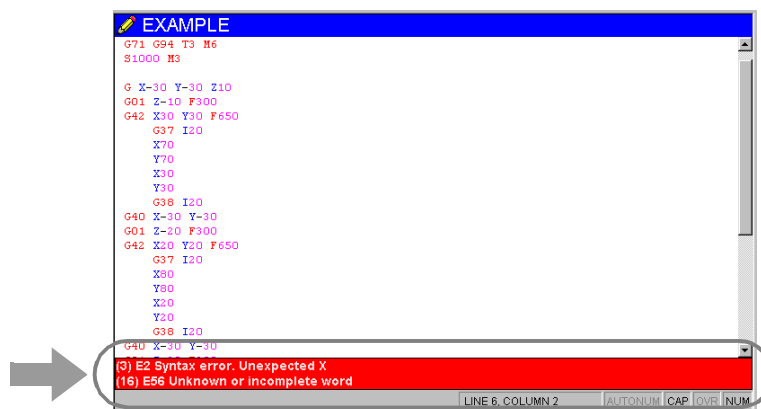 EXAMPLE
G71 G94 T3 M6
S1000 M3
G X-30 Y-30 Z10
G01 Z-10 F300
G42 X30 Y30 F650
G37 I20
X70
Y70
X30
Y30
G38 I20
G40 X-30 Y-30
G01 Z-20 F300
G42 X20 Y20 F650
G37 I20
X80
Y80
X20
Y20
G38 I20
G40 X-30 Y-30
(3) E2 Syntax error. Unexpected X
(16) E56 Unknown or incomplete word
LINE 6, COLUMN 2 AUTONUM CAP OVR NUM